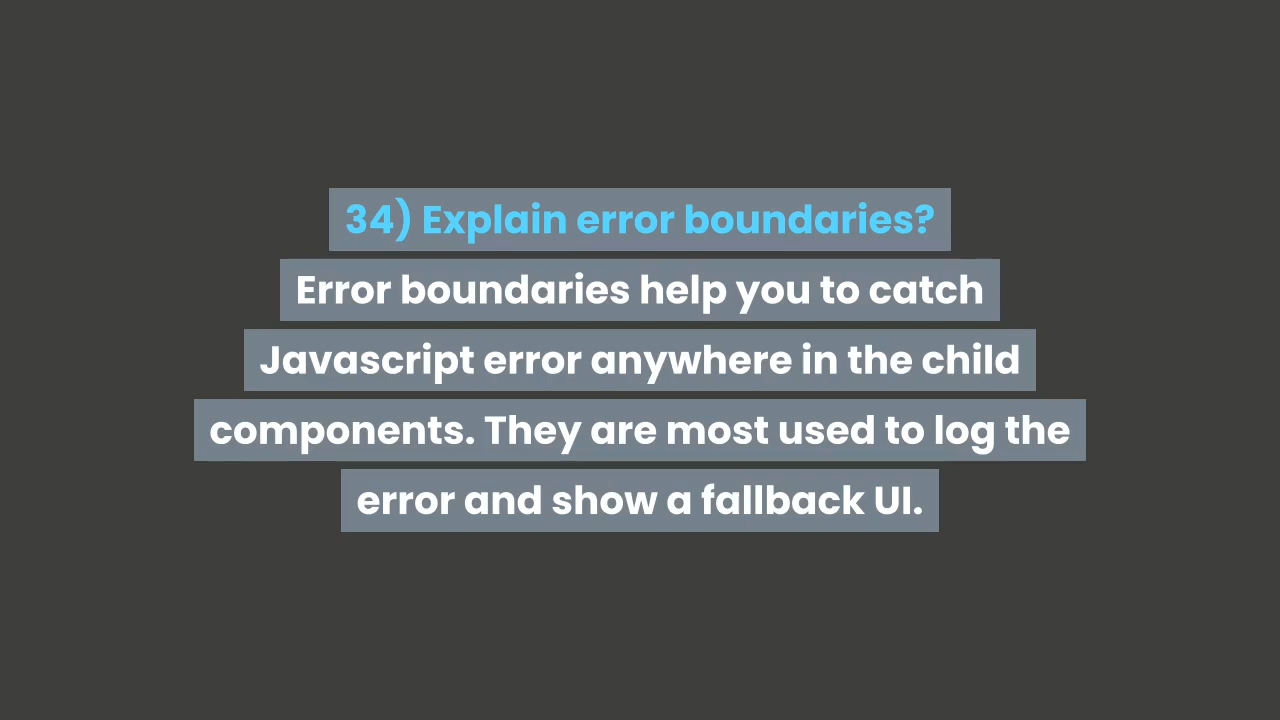 34) Explain error boundaries?
Error boundaries help you to catch
Javascript error anywhere in the child
components. They are most used to log the
error and show a fallback UI.